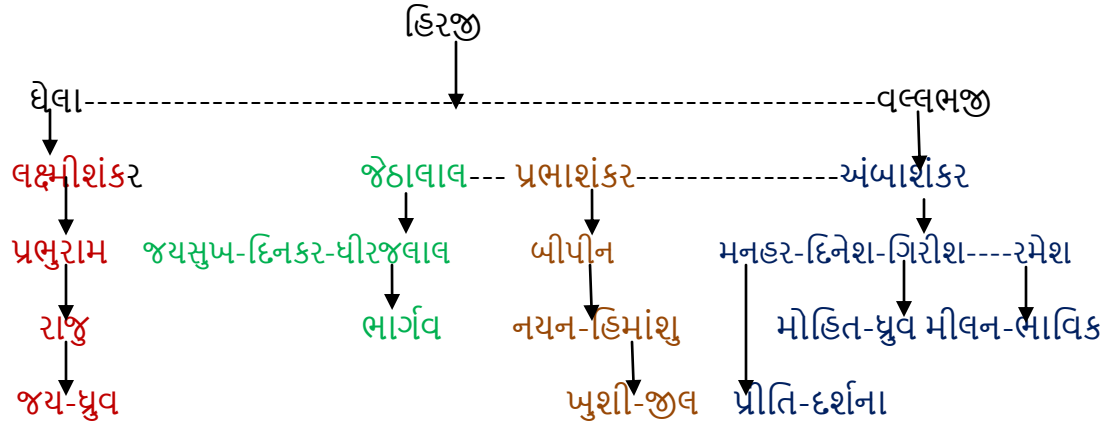 હિરજી
ઘેલા-----------------------------------------------------------------વલ્લભજી
લક્ષ્મીશંકર જેઠાલાલ--- પ્રભાશંકર-----------------અંબાશંકર
પ્રભુરામ જયસુખ-દિનકર-ધીરજલાલ બીપીન મનહર-દિનેશ-ગિરીશ----રમેશ
રાજુ ભાર્ગવ નયન-હિમાંશુ મોહિત-ધ્રુવ મીલન-ભાવિક
જય-ધ્રુવ ખુશી-જીલ પ્રીતિ-દર્શના